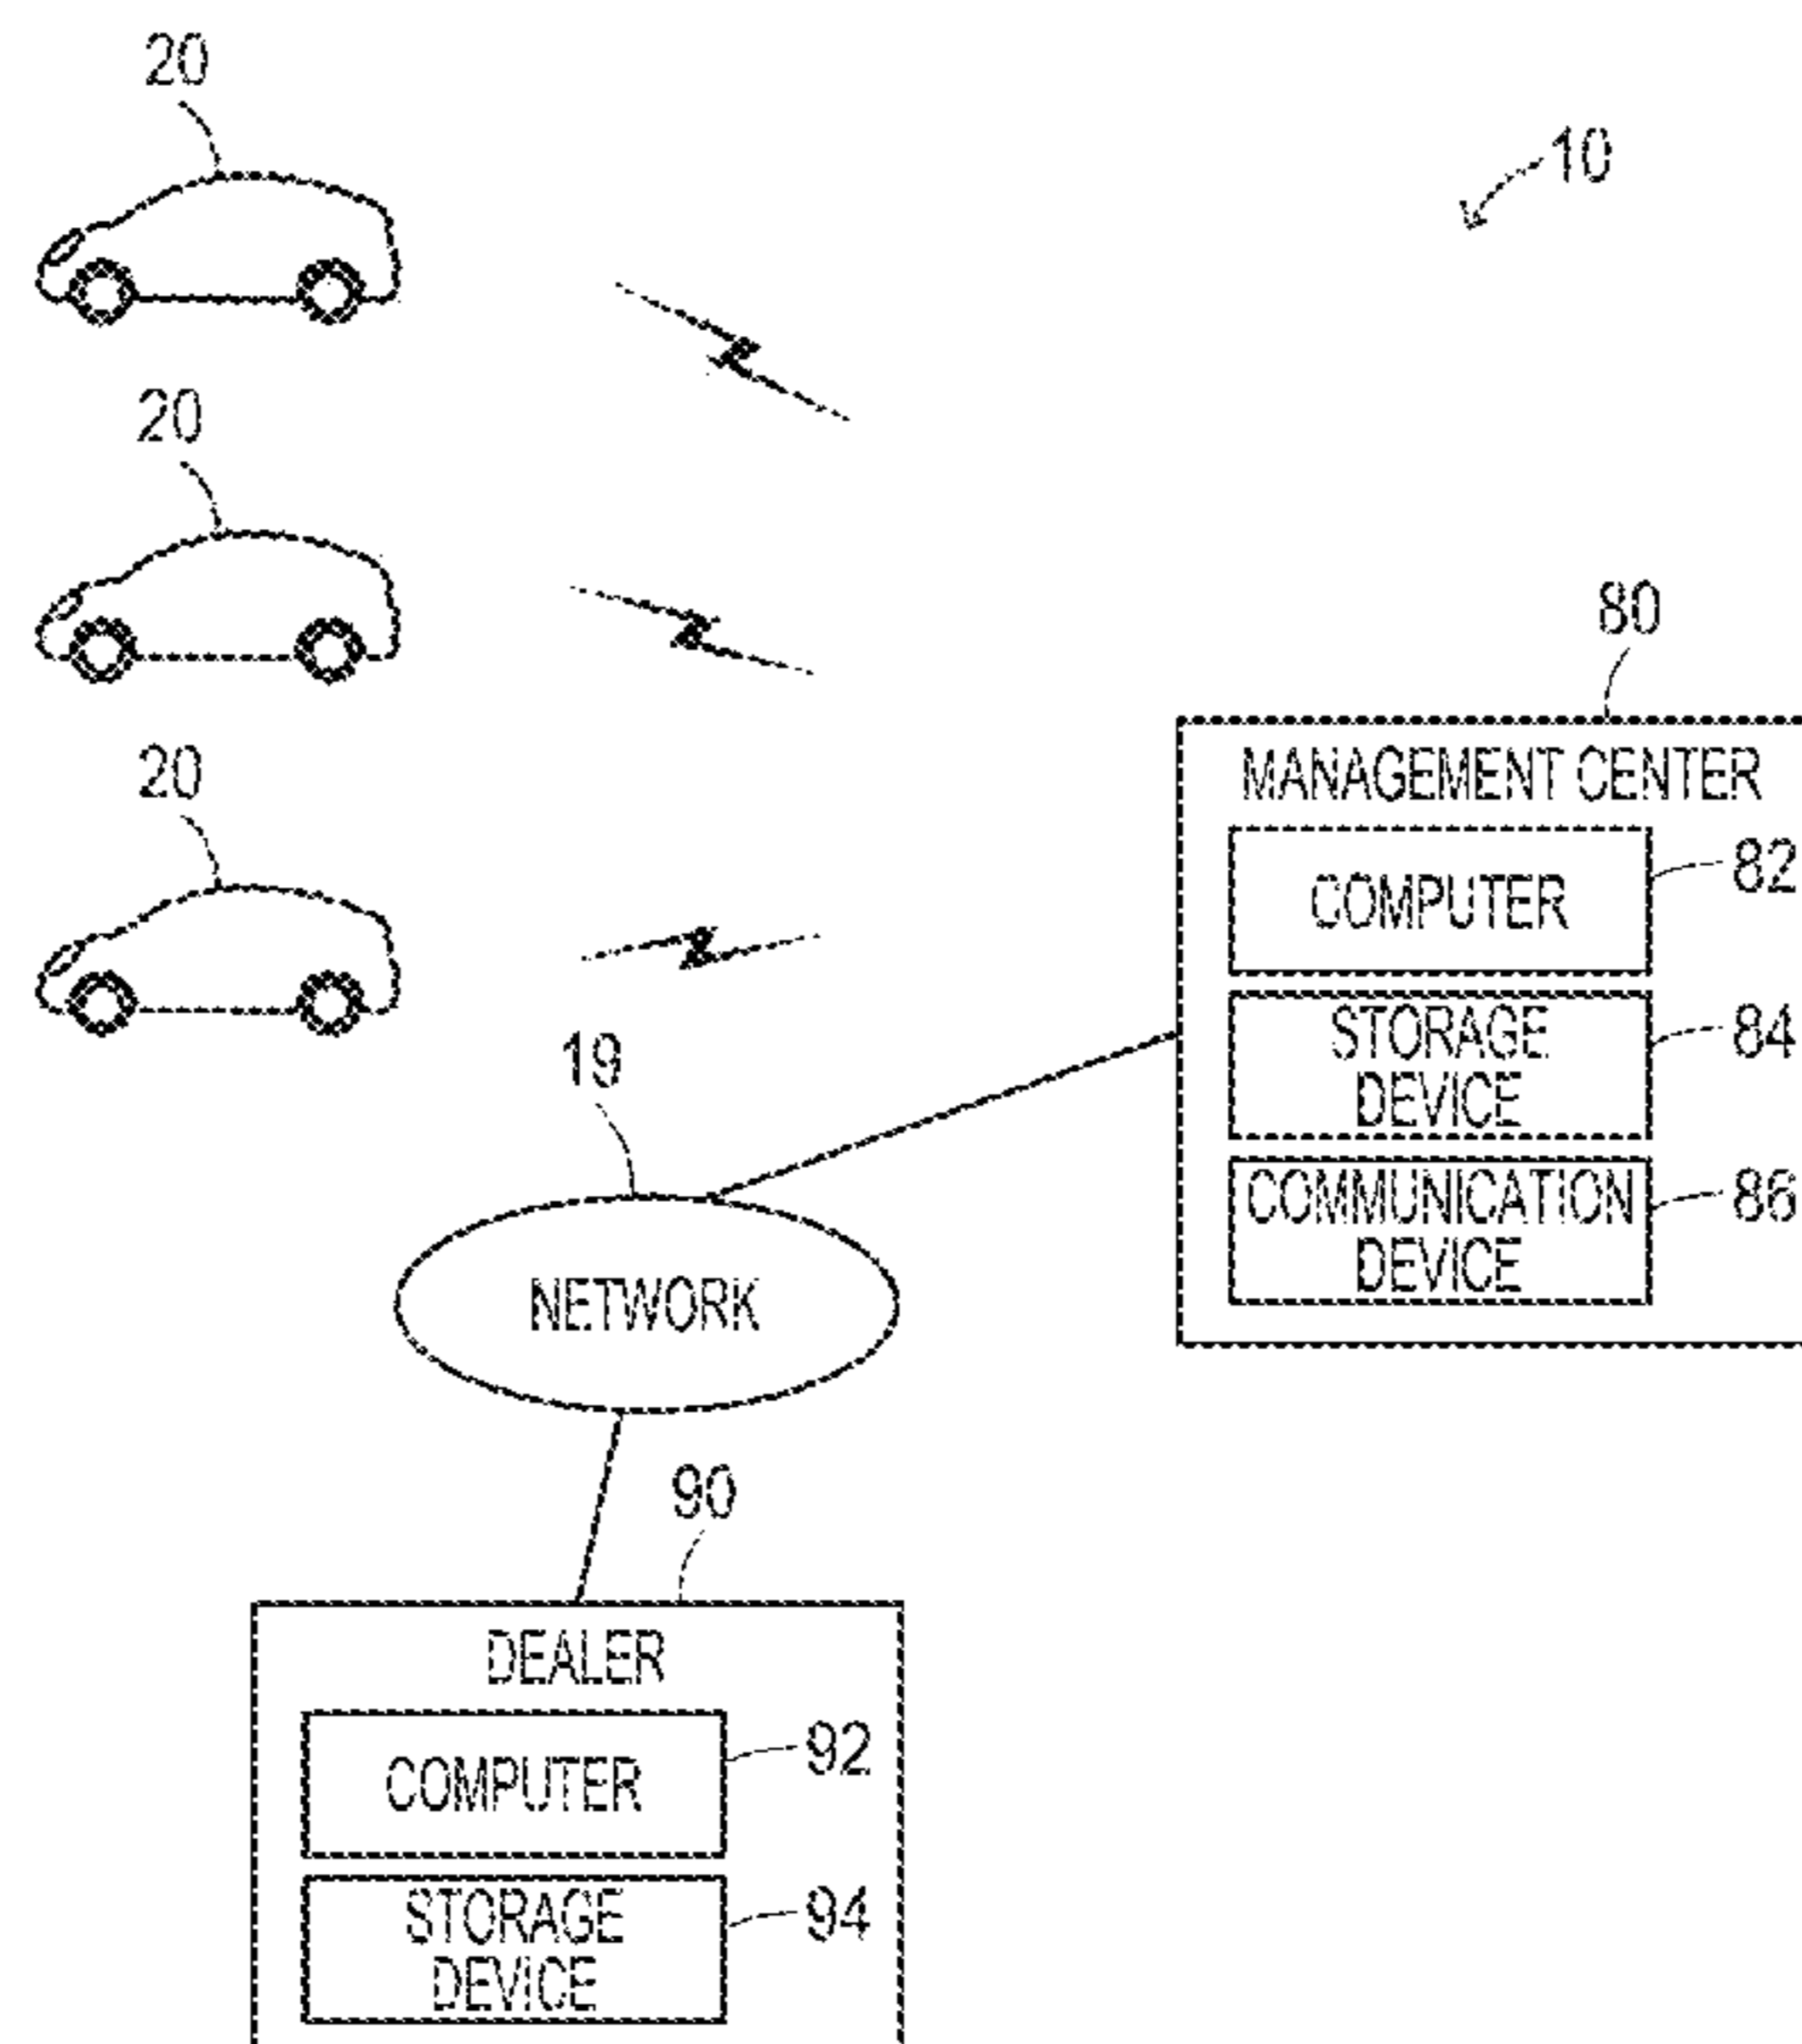 20
10
20
80
MANAGEMENT CENTER
20
COMPUTER
82
STORAGE
DEVICE
84
19
COMMUNICATION
DEVICE
86
NETWORK
90
DEALER
COMPUTER
92
STORAGE
DEVICE
94